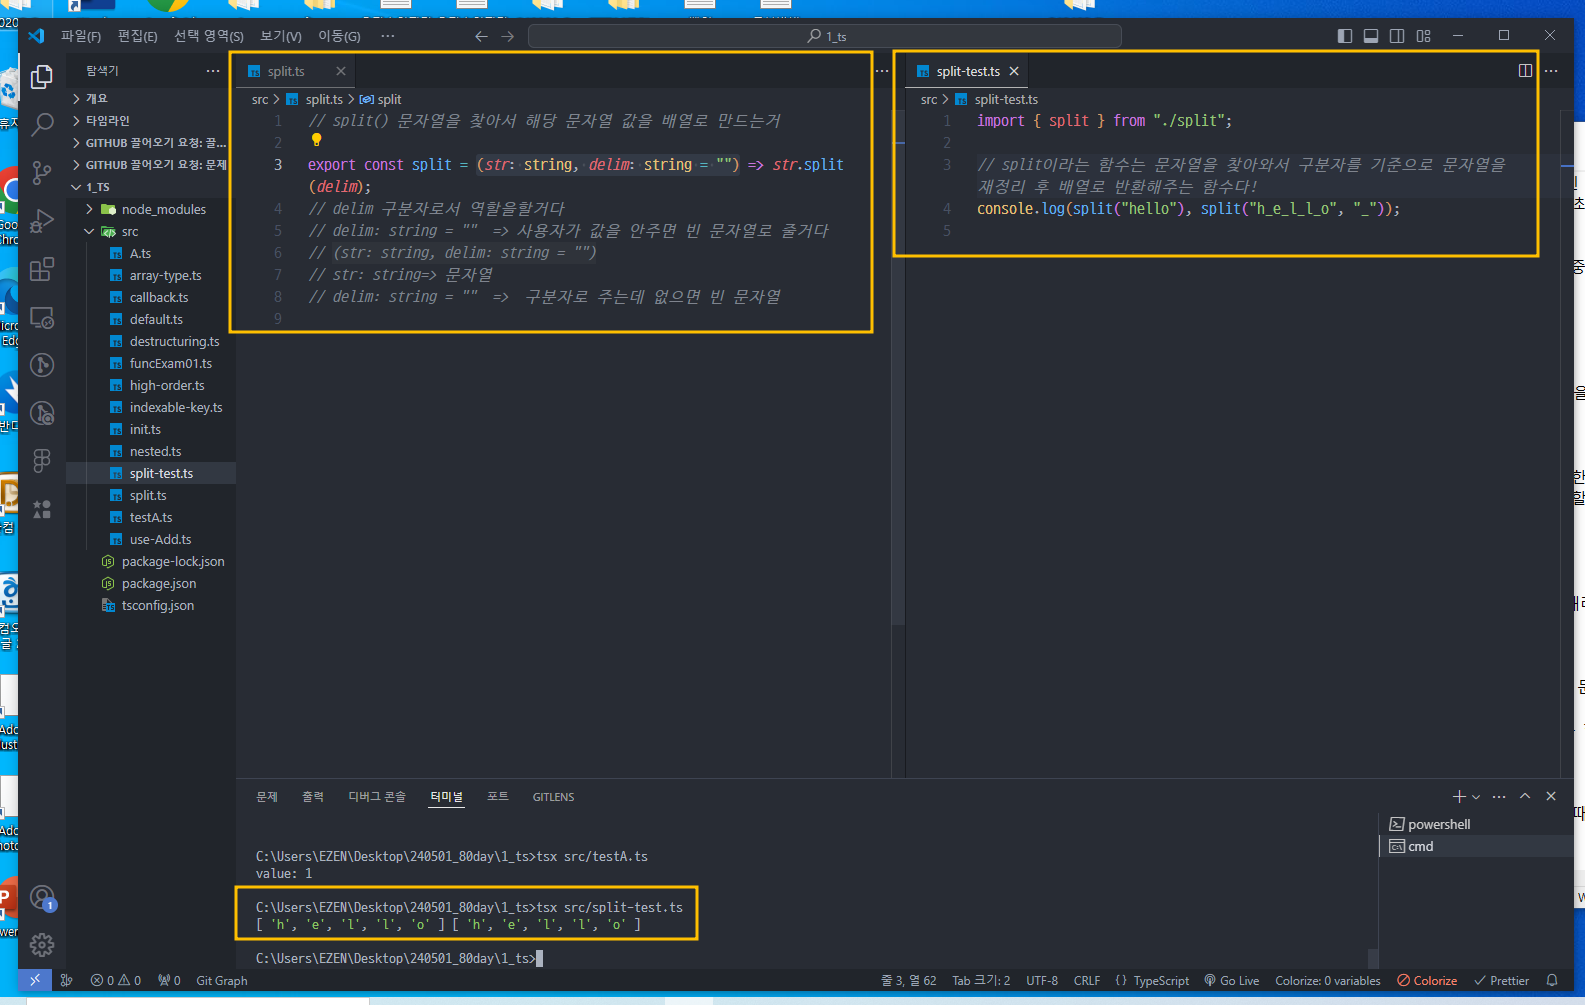 파일(F) 편집(E) 선택 영역(S) 보기(V) 이동(G) ··· 1_ts
탐색기 ···
개요
타임라인
GITHUB 끌어오기 요청: 끌...
GITHUB 끌어오기 요청: 문제
1_TS
node_modules
src
A.ts
array-type.ts
callback.ts
default.ts
destructuring.ts
funcExam01.ts
high-order.ts
indexable-key.ts
init.ts
nested.ts
split-test.ts
split.ts
testA.ts
use-Add.ts
package-lock.json
package.json
tsconfig.json
split.ts
src > split.ts > split
1 // split() 문자열을 찾아서 해당 문자열 값을 배열로 만드는거
2
3 export const split = (str: string, delim: string = "") => str.split
(delim);
4 // delim 구분자로서 역할을할거다
5 // delim: string = "" => 사용자가 값을 안주면 빈 문자열로 줄거다
6 // (str: string, delim: string = "")
7 // str: string=> 문자열
8 // delim: string = "" => 구분자로 주는데 없으면 빈 문자열
9
split-test.ts
src > split-test.ts
1 import { split } from "./split";
2
3 // split이라는 함수는 문자열을 찾아와서 구분자를 기준으로 문자열을
재정리 후 배열로 반환해주는 함수다!
4 console.log(split("hello"), split("h_e_l_l_o", "_"));
5
문제 출력 디버그 콘솔 터미널 포트 GITLENS
C:\Users\EZEN\Desktop\240501_80day\1_ts>tsx src/testA.ts
value: 1
C:\Users\EZEN\Desktop\240501_80day\1_ts>tsx src/split-test.ts
[ 'h', 'e', 'l', 'l', 'o' ] [ 'h', 'e', 'l', 'l', 'o' ]
C:\Users\EZEN\Desktop\240501_80day\1_ts>
powershell
cmd
0 0 0 Git Graph 줄 3, 열 62 Tab 크기: 2 UTF-8 CRLF { } TypeScript Go Live Colorize: 0 variables Colorize Prettier